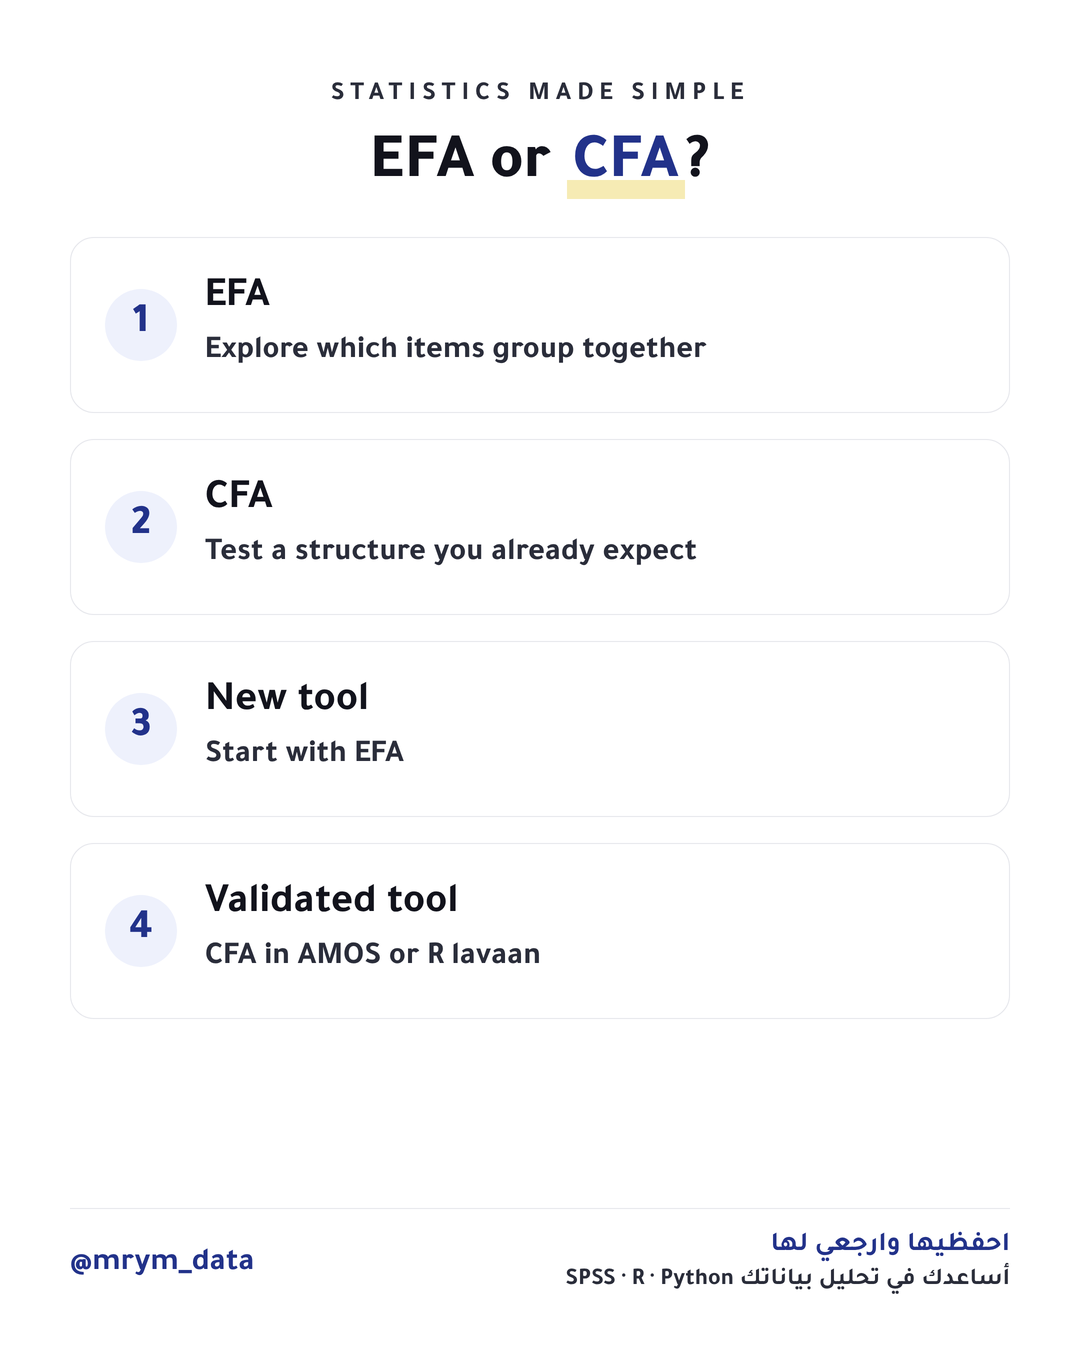 STATISTICS MADE SIMPLE
EFA or CFA?
1
EFA
Explore which items group together
2
CFA
Test a structure you already expect
3
New tool
Start with EFA
4
Validated tool
CFA in AMOS or R lavaan
@mrym_data
احفظيها وارجعي لها
أساعدك في تحليل بياناتك SPSS · R · Python